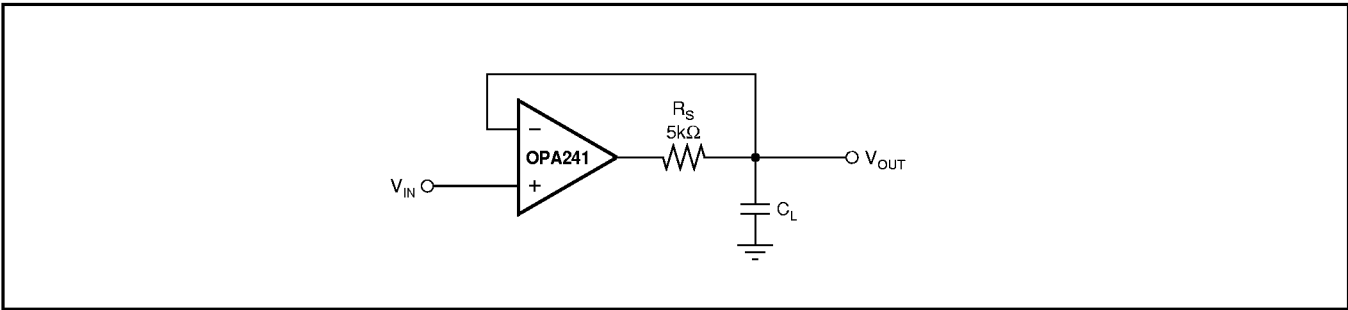 R_S
5kΩ
−
OPA241
+
V_IN
V_OUT
C_L